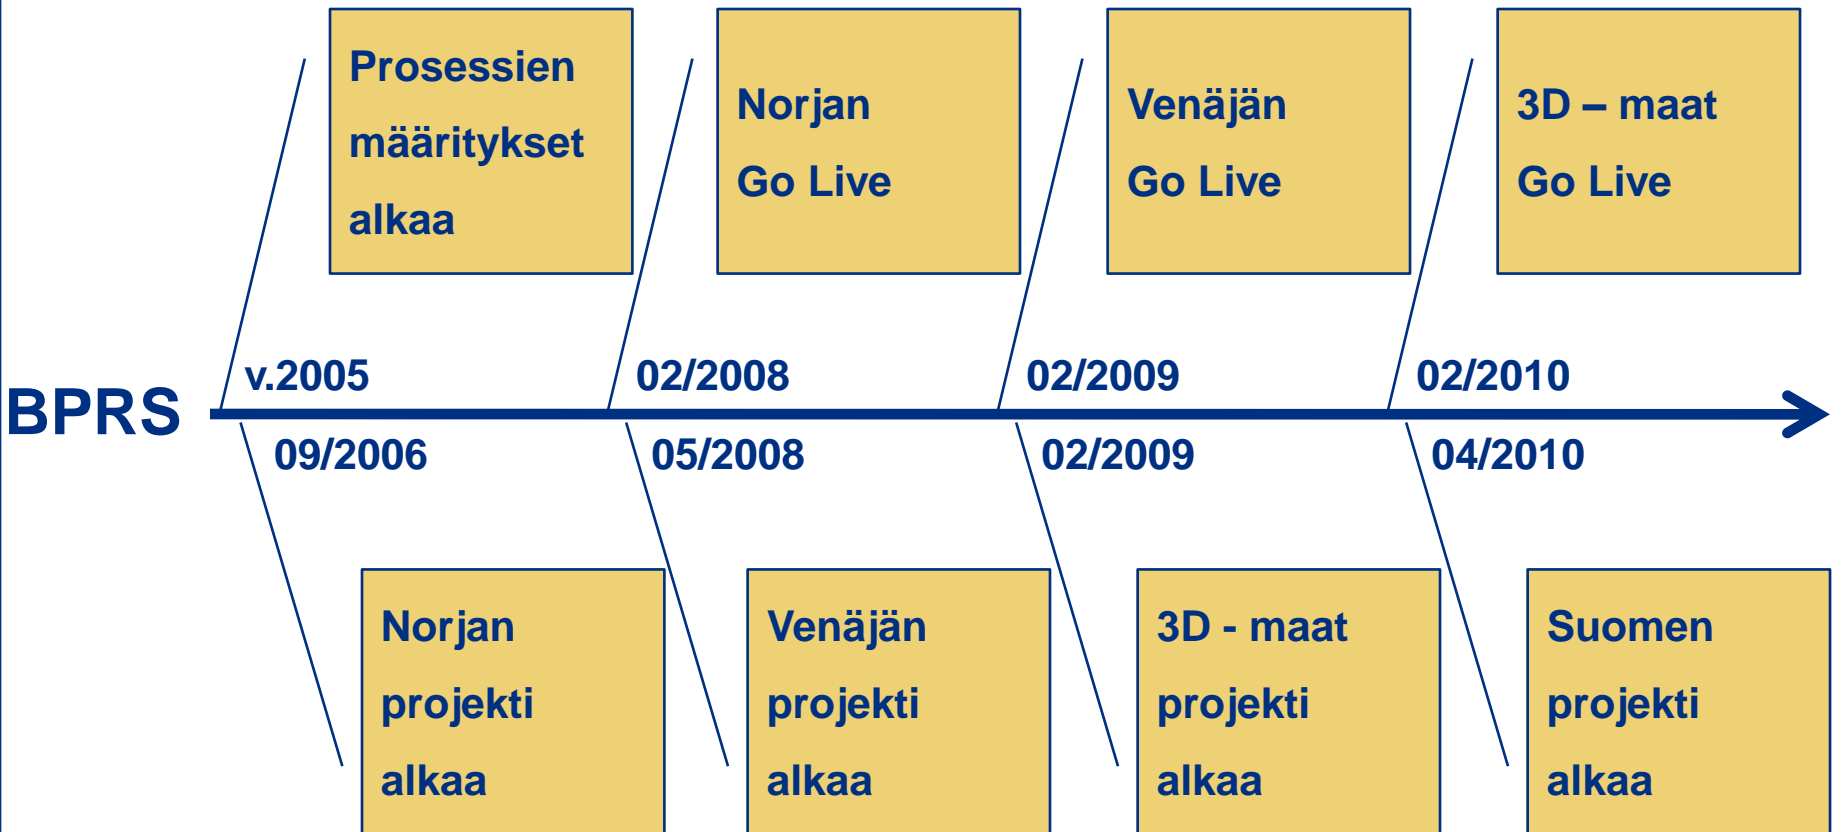 Prosessien
määritykset
alkaa
Norjan
Go Live
Venäjän
Go Live
3D – maat
Go Live
v.2005
02/2008
02/2009
02/2010
BPRS
09/2006
05/2008
02/2009
04/2010
Norjan
projekti
alkaa
Venäjän
projekti
alkaa
3D - maat
projekti
alkaa
Suomen
projekti
alkaa